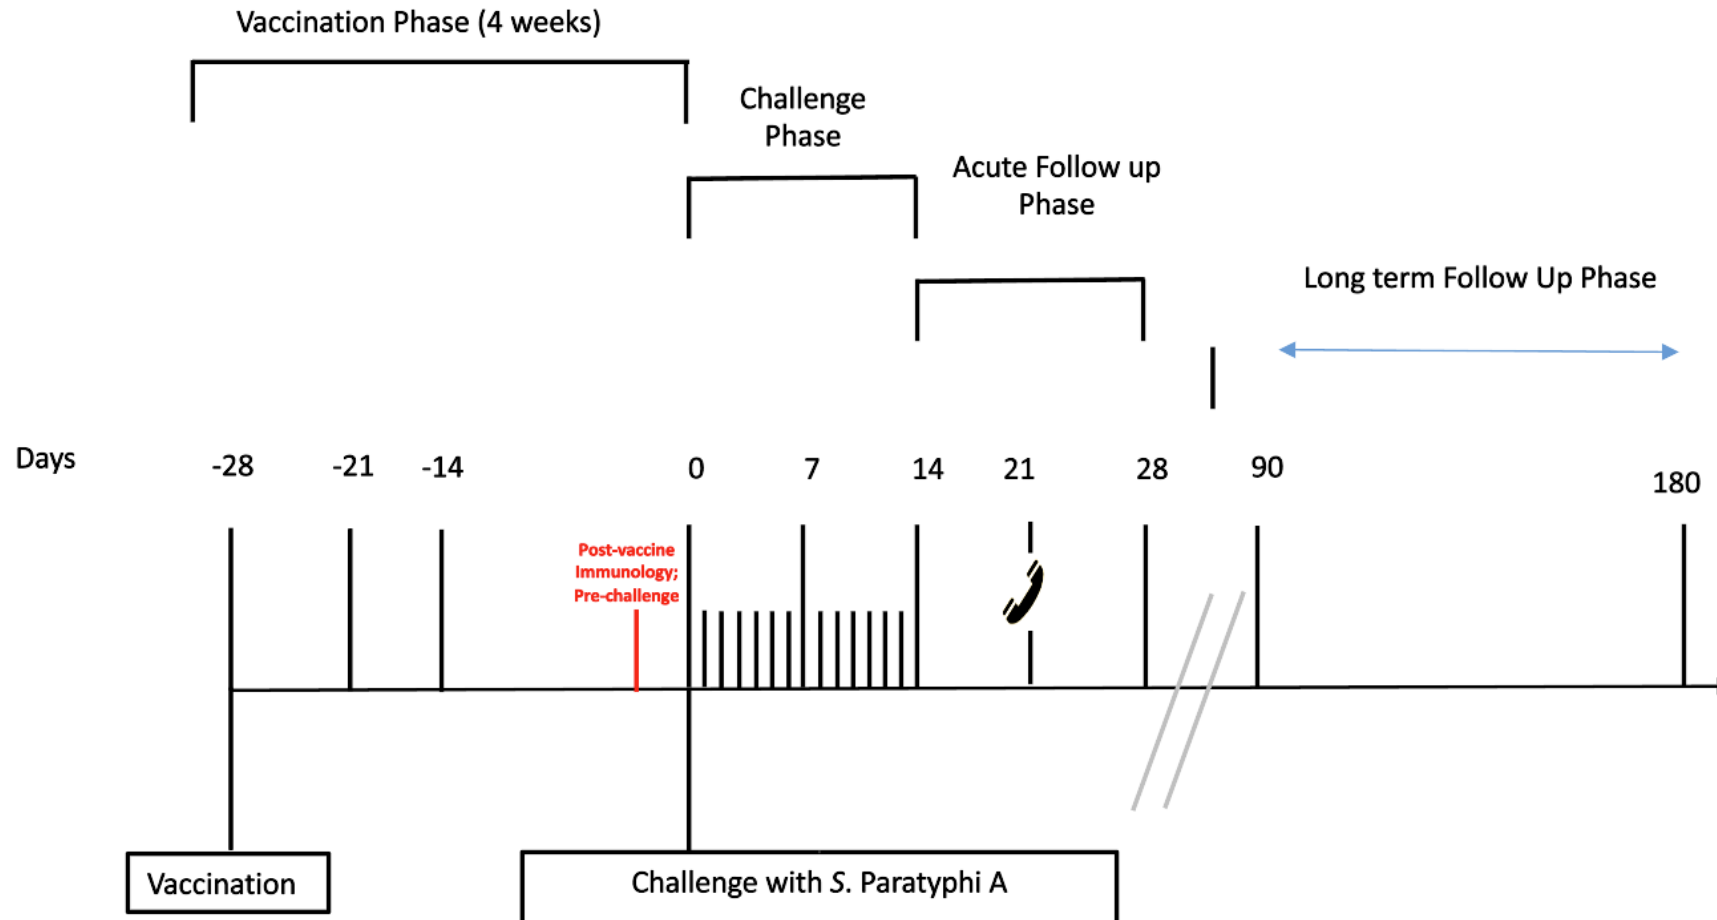 Vaccination Phase (4 weeks)
Challenge
Phase
Acute Follow up
Phase
Long term Follow Up Phase
Days
-28
-21
-14
0
7
14
21
28
90
180
Post-vaccine
Immunology;
Pre-challenge
Vaccination
Challenge with S. Paratyphi A